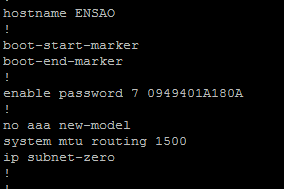 hostname ENSAO
!
boot-start-marker
boot-end-marker
!
enable password 7 0949401A180A
!
no aaa new-model
system mtu routing 1500
ip subnet-zero
!
!